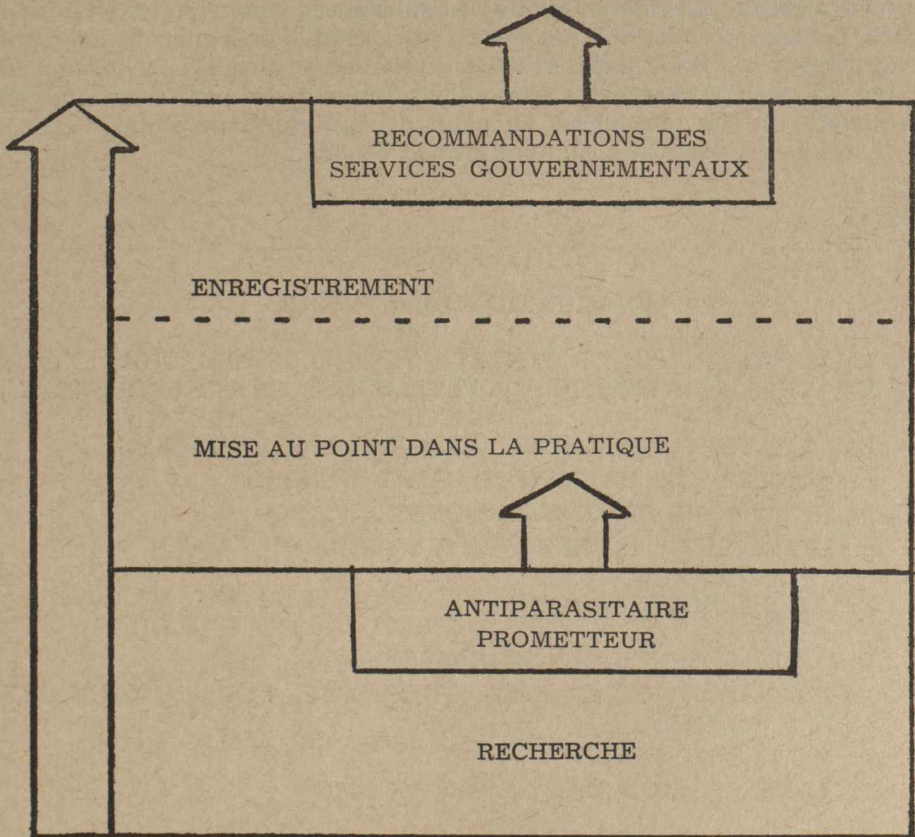 RECOMMANDATIONS DES
SERVICES GOUVERNEMENTAUX
ENREGISTREMENT
MISE AU POINT DANS LA PRATIQUE
ANTIPARASITAIRE
PROMETTEUR
RECHERCHE